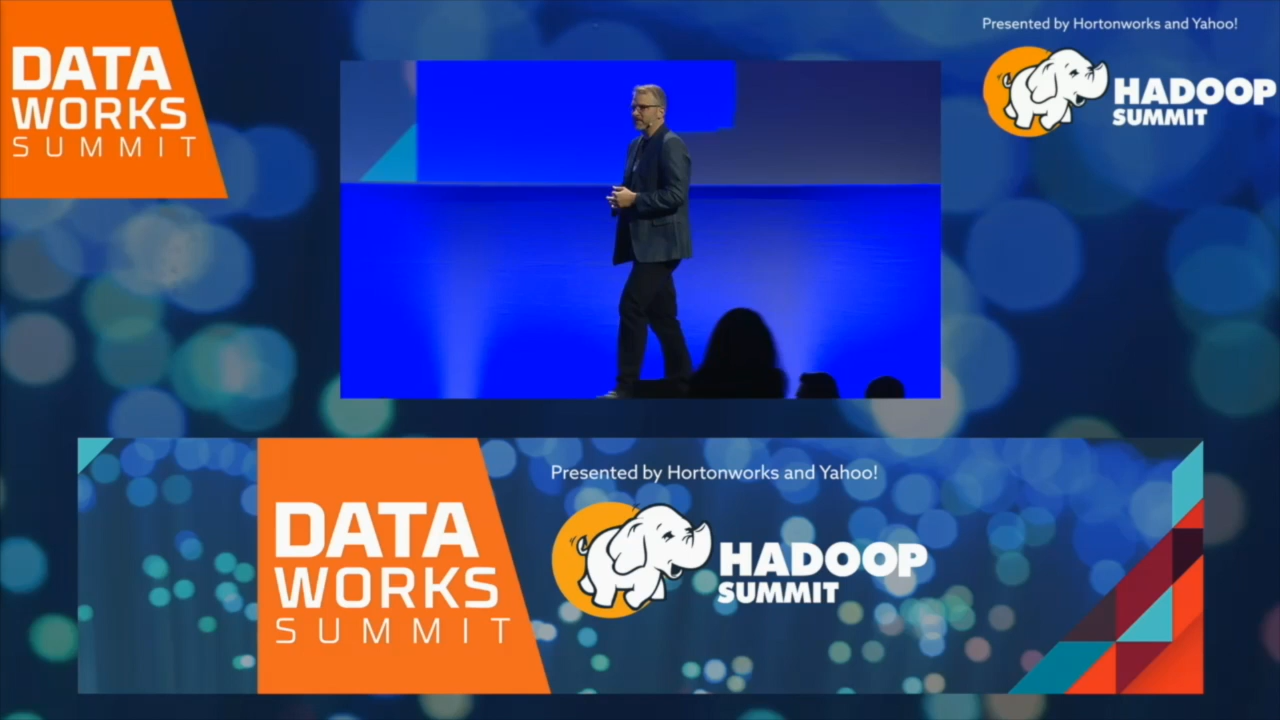 DATA
WORKS
SUMMIT
Presented by Hortonworks and Yahoo!
HADOOP
SUMMIT
Presented by Hortonworks and Yahoo!
DATA
WORKS
SUMMIT
HADOOP
SUMMIT